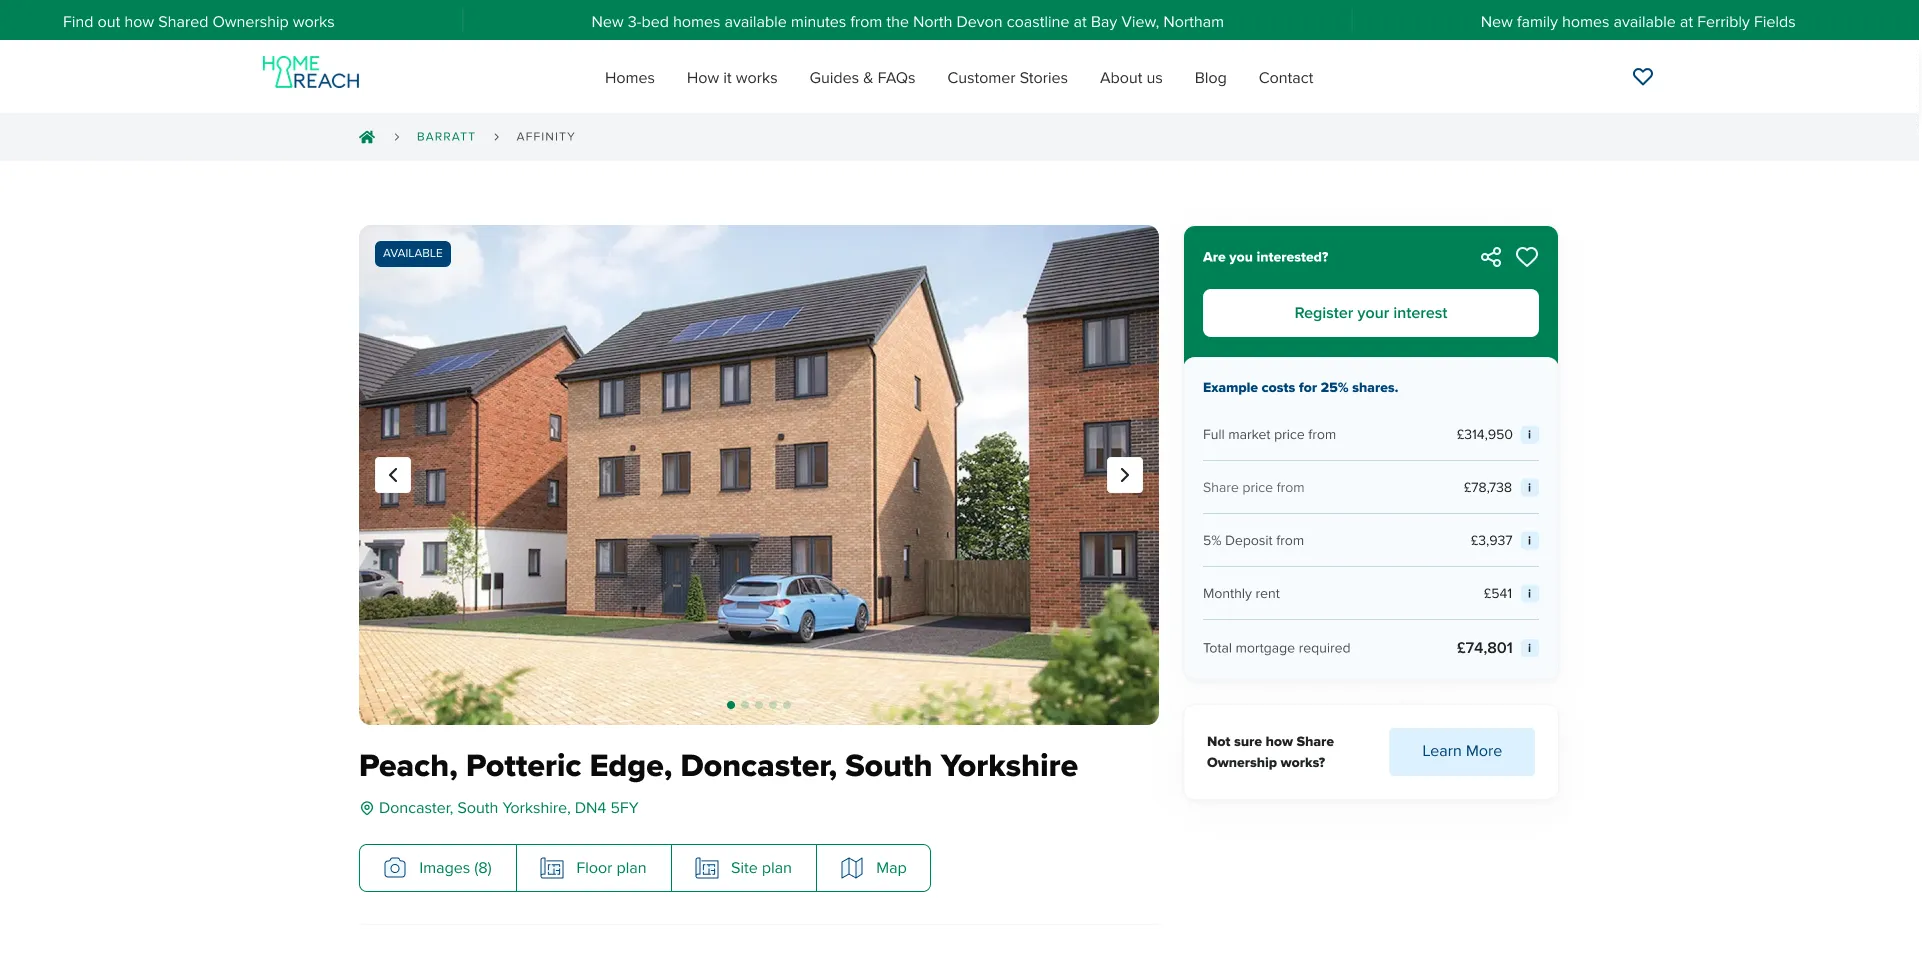 Find out how Shared Ownership works
New 3-bed homes available minutes from the North Devon coastline at Bay View, Northam
New family homes available at Ferribly Fields
HOME
REACH
Homes
How it works
Guides & FAQs
Customer Stories
About us
Blog
Contact
BARRATT
AFFINITY
AVAILABLE
Are you interested?
Register your interest
Example costs for 25% shares.
Full market price from £314,950 i
Share price from £78,738 i
5% Deposit from £3,937 i
Monthly rent £541 i
Total mortgage required £74,801 i
Not sure how Share
Ownership works?
Learn More
Peach, Potteric Edge, Doncaster, South Yorkshire
Doncaster, South Yorkshire, DN4 5FY
Images (8)
Floor plan
Site plan
Map